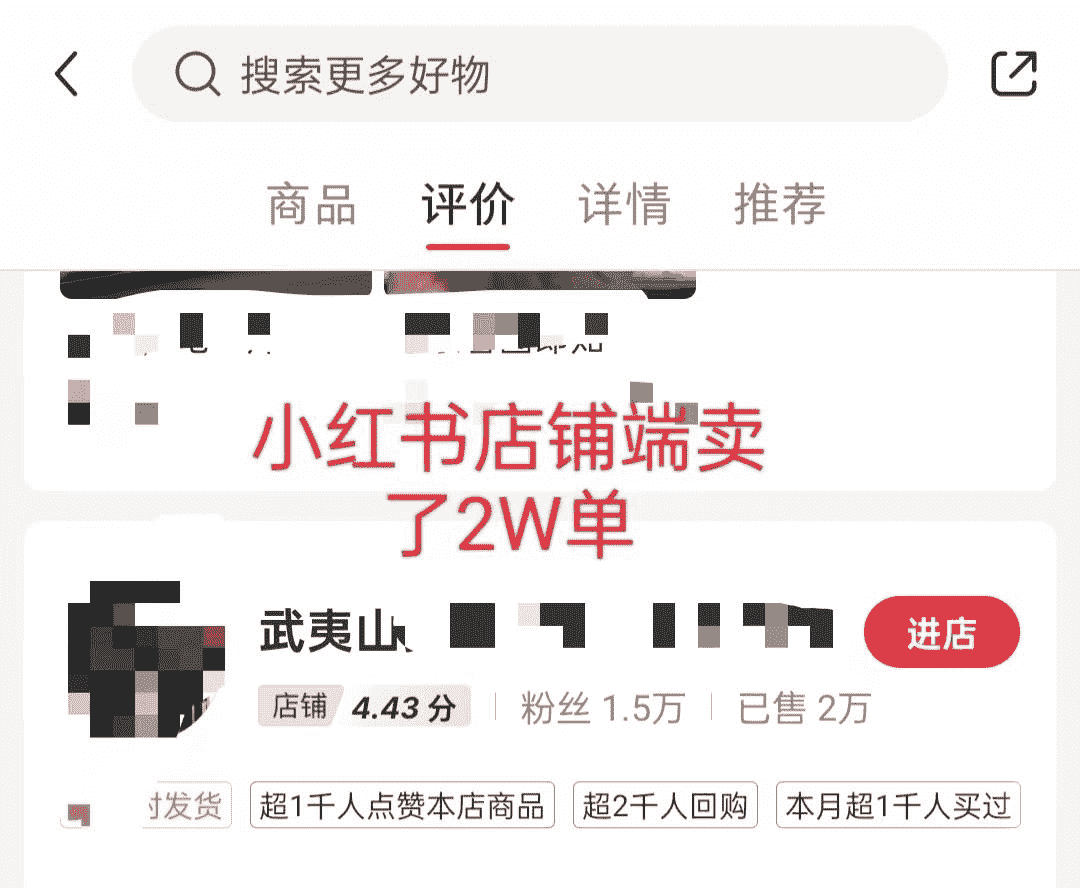 搜索更多好物
商品 评价 详情 推荐
小红书店铺端卖
了2W单
武夷山
进店
店铺 4.43 分 粉丝 1.5万 已售 2万
发货 超1千人点赞本店商品 超2千人回购 本月超1千人买过